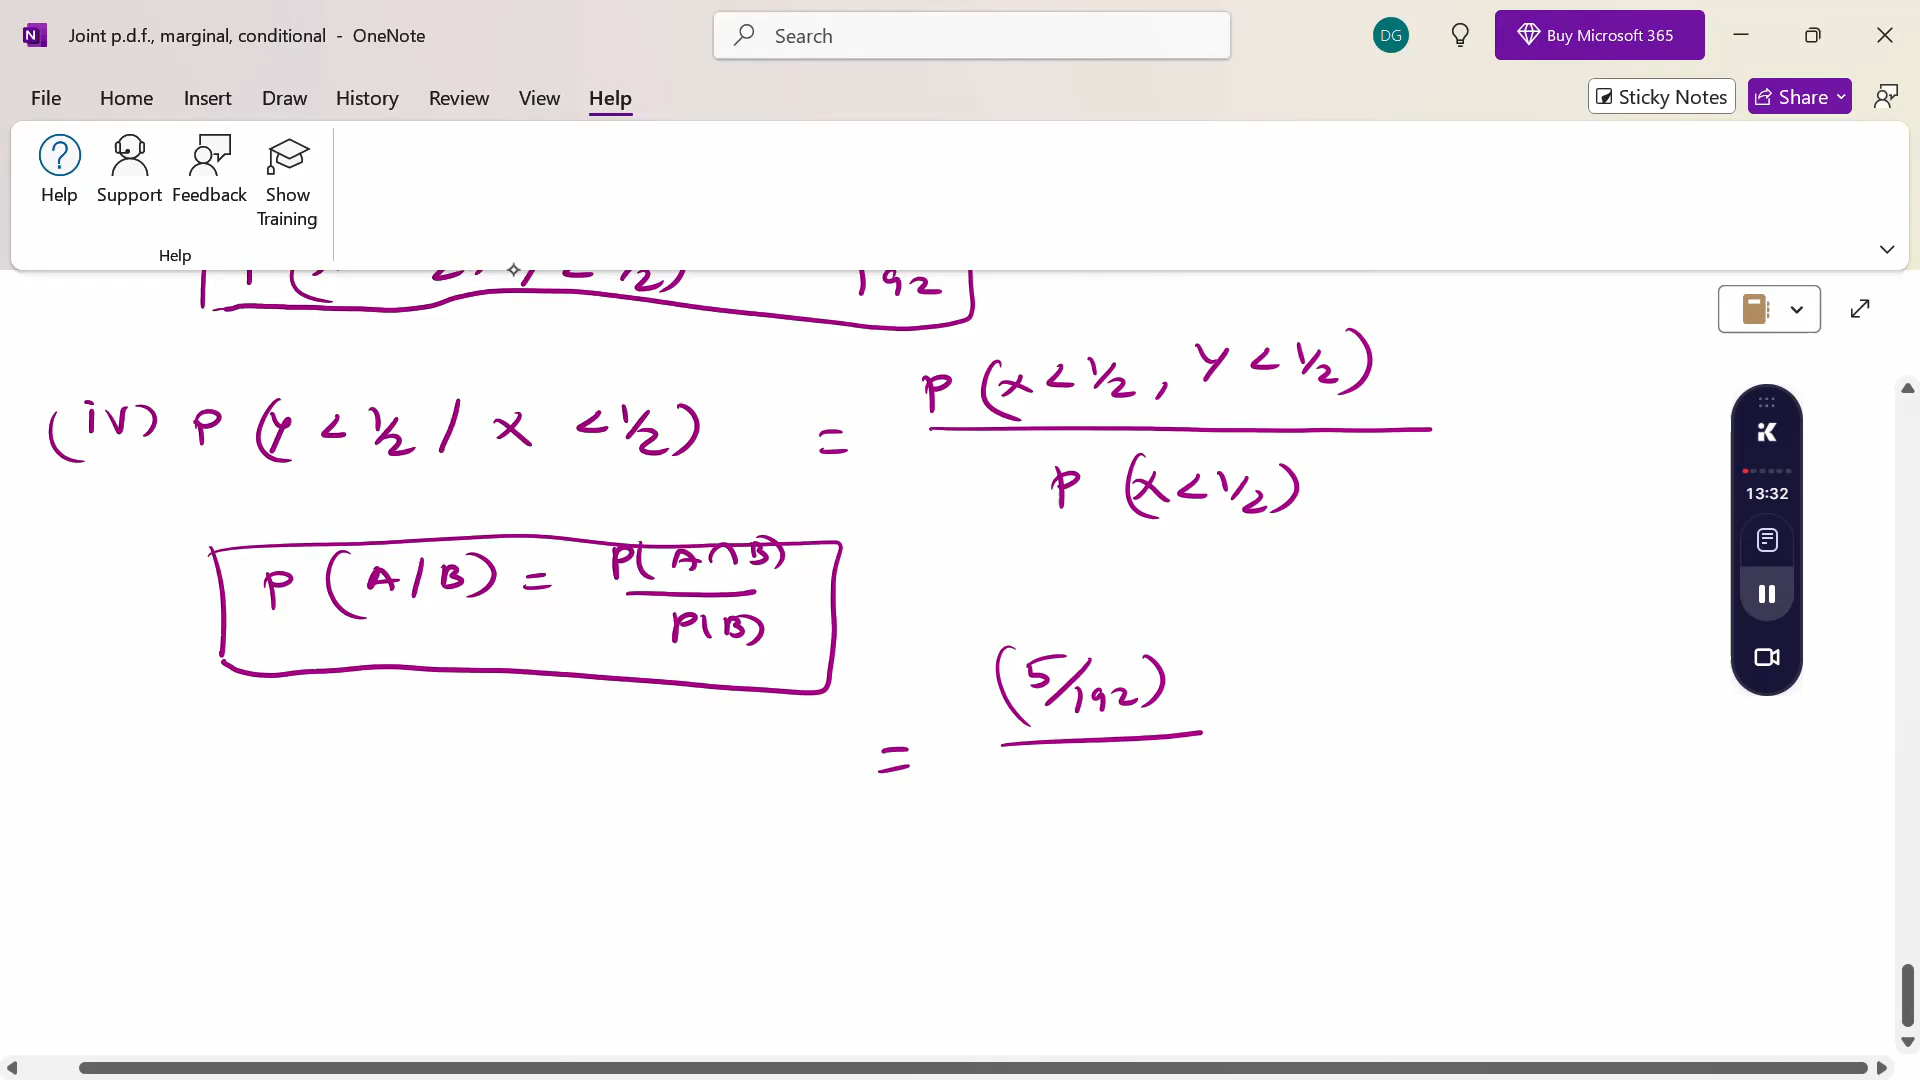 Joint p.d.f., marginal, conditional - OneNote
Search
DG
Buy Microsoft 365
File Home Insert Draw History Review View Help
Sticky Notes
Share
Help
Support
Feedback
Show Training
Help
192
(iv) P (Y < 1/2 / X < 1/2) = P (X < 1/2, Y < 1/2) / P (X < 1/2)
P (A/B) = P(A∩B) / P(B)
= (5/192)
13:32